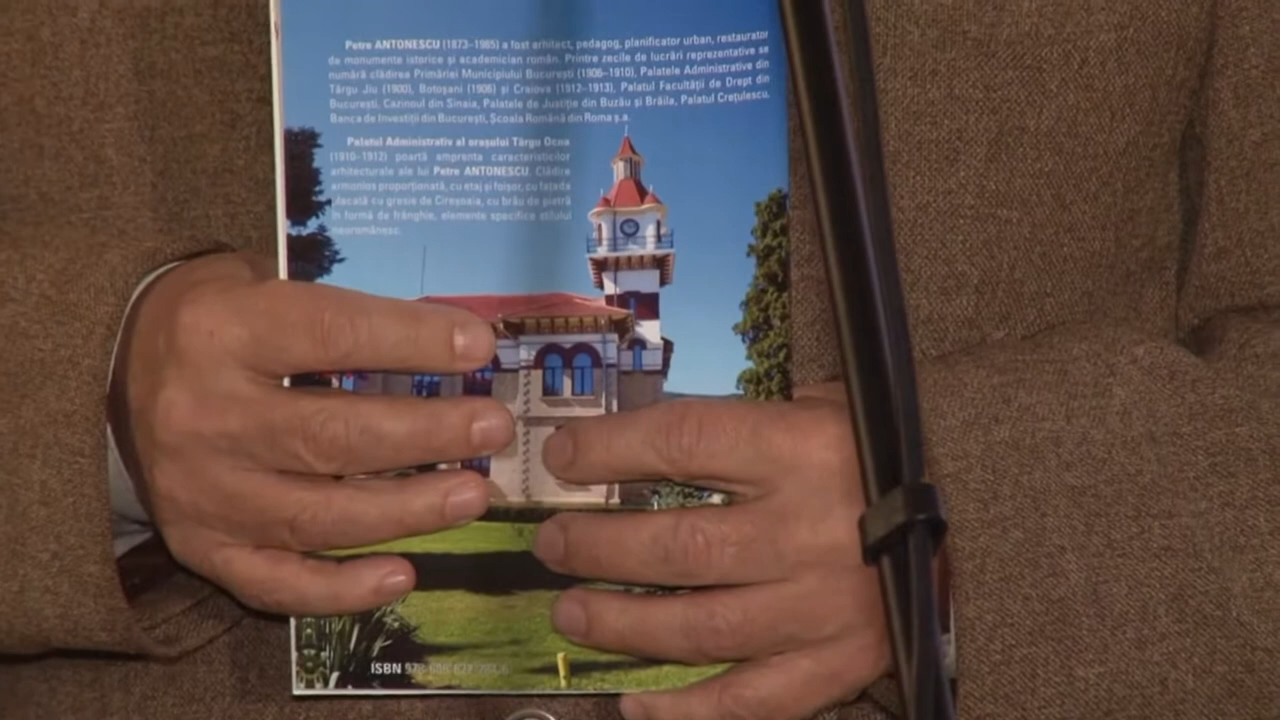 Petre ANTONESCU (1873–1965) a fost arhitect, pedagog, planificator urban, restaurator
de monumente istorice și academician român. Printre zecile de lucrări reprezentative se
numără clădirea Primăriei Municipiului București (1906–1910), Palatele Administrative din
Târgu Jiu (1900), Botoșani (1906) și Craiova (1912–1913), Palatul Facultății de Drept din
București, Cazinoul din Sinaia, Palatele de Justiție din Buzău și Brăila, Palatul Crețulescu,
Banca de Investiții din București, Școala Română din Roma ș.a.
Palatul Administrativ al orașului Târgu Ocna
(1910–1912) poartă amprenta caracteristicilor
arhitecturale ale lui Petre ANTONESCU. Clădire
armonios proporționată, cu etaj și foișor, cu fațada
placată cu gresie de Cireșoaia, cu brâu de piatră
în formă de frânghie, elemente specifice stilului
neoromânesc.
ISBN